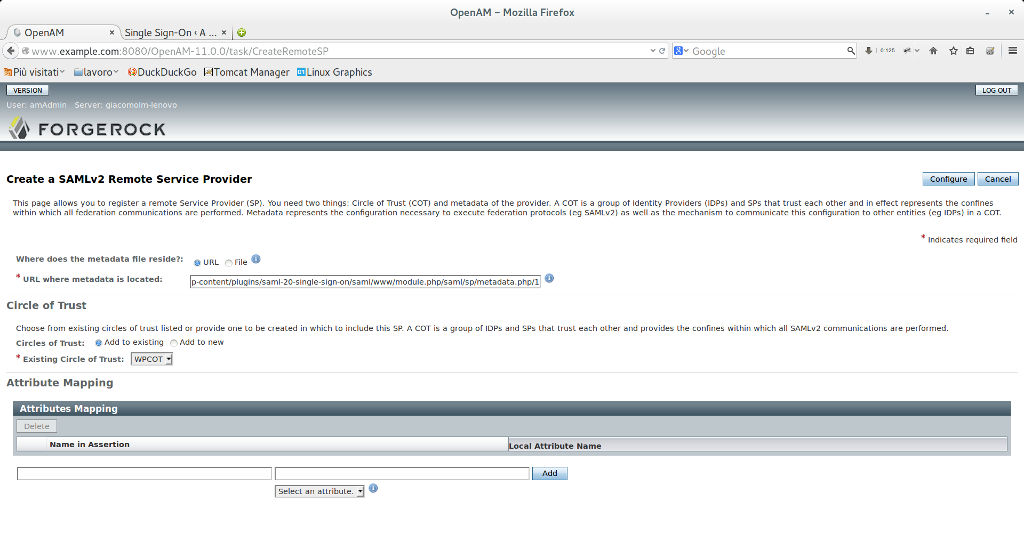 OpenAM – Mozilla Firefox
OpenAM
Single Sign-On ‹ A ...
www.example.com:8080/OpenAM-11.0.0/task/CreateRemoteSP
Google
Più visitati
lavoro
DuckDuckGo
Tomcat Manager
Linux Graphics
VERSION
LOG OUT
User: amAdmin Server: giacomolm-lenovo
FORGEROCK
Create a SAMLv2 Remote Service Provider
Configure
Cancel
This page allows you to register a remote Service Provider (SP). You need two things: Circle of Trust (COT) and metadata of the provider. A COT is a group of Identity Providers (IDPs) and SPs that trust each other and in effect represents the confines
within which all federation communications are performed. Metadata represents the configuration necessary to execute federation protocols (eg SAMLv2) as well as the mechanism to communicate this configuration to other entities (eg IDPs) in a COT.
* Indicates required field
Where does the metadata file reside?: URL File
* URL where metadata is located: p-content/plugins/saml-20-single-sign-on/saml/www/module.php/saml/sp/metadata.php/1
Circle of Trust
Choose from existing circles of trust listed or provide one to be created in which to include this SP. A COT is a group of IDPs and SPs that trust each other and provides the confines within which all SAMLv2 communications are performed.
Circles of Trust: Add to existing Add to new
* Existing Circle of Trust: WPCOT
Attribute Mapping
Attributes Mapping
Delete
Name in Assertion
Local Attribute Name
Add
Select an attribute.